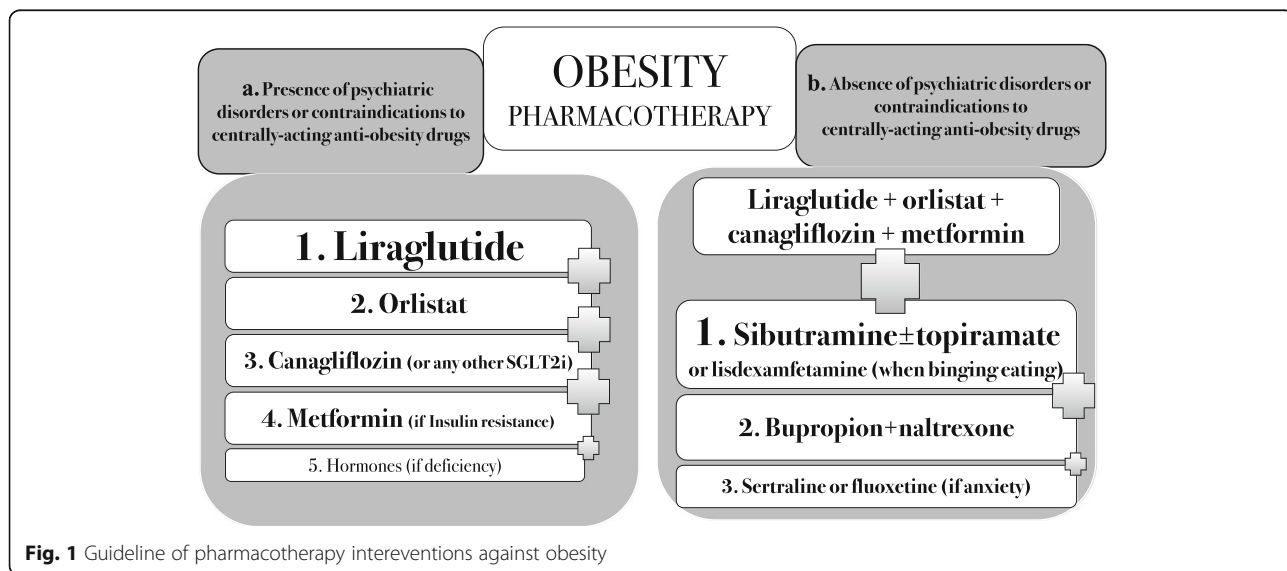 OBESITY
PHARMACOTHERAPY
a. Presence of psychiatric
disorders or contraindications to
centrally-acting anti-obesity drugs
1. Liraglutide
2. Orlistat
3. Canagliflozin (or any other SGLT2i)
4. Metformin (if Insulin resistance)
5. Hormones (if deficiency)
b. Absence of psychiatric disorders or
contraindications to
centrally-acting anti-obesity drugs
Liraglutide + orlistat +
canagliflozin + metformin
1. Sibutramine±topiramate
or lisdexamfetamine (when binging eating)
2. Bupropion+naltrexone
3. Sertraline or fluoxetine (if anxiety)
Fig. 1 Guideline of pharmacotherapy intereventions against obesity